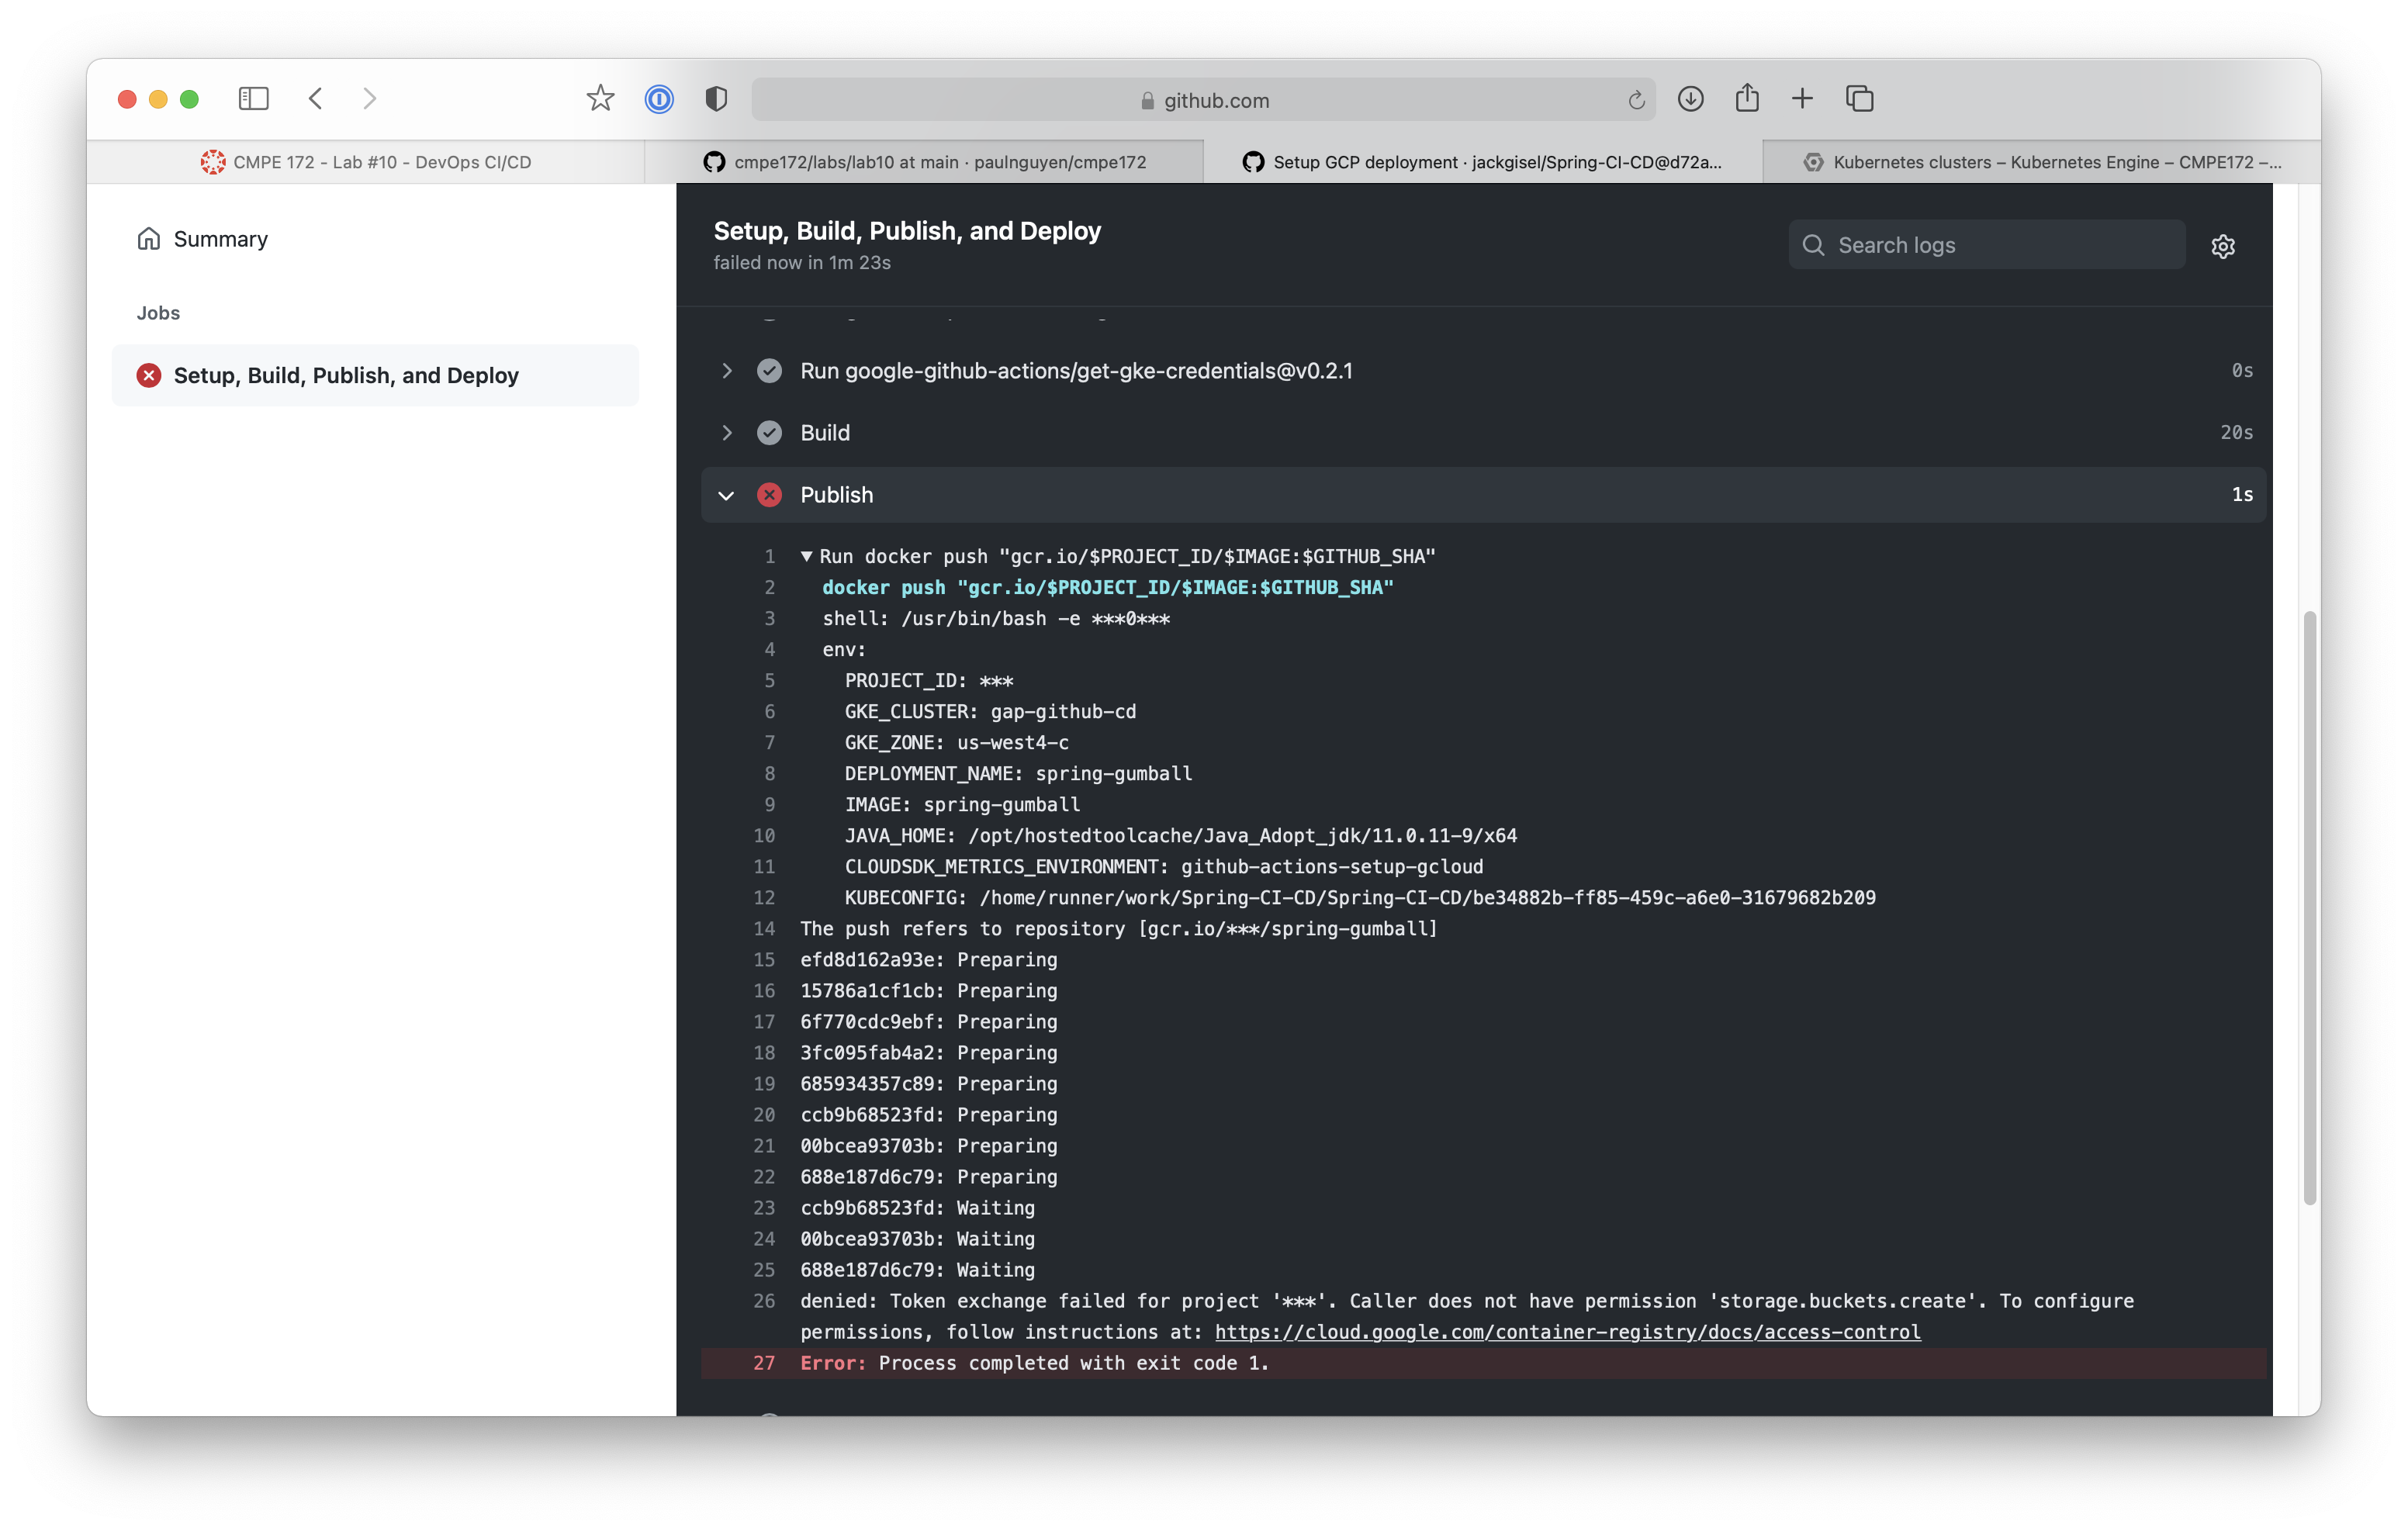 github.com
CMPE 172 - Lab #10 - DevOps CI/CD
cmpe172/labs/lab10 at main · paulnguyen/cmpe172
Setup GCP deployment · jackgisel/Spring-CI-CD@d72a...
Kubernetes clusters – Kubernetes Engine – CMPE172 –...
Summary
Jobs
Setup, Build, Publish, and Deploy
Setup, Build, Publish, and Deploy
failed now in 1m 23s
Search logs
Run google-github-actions/get-gke-credentials@v0.2.1 0s
Build 20s
Publish 1s
1 Run docker push "gcr.io/$PROJECT_ID/$IMAGE:$GITHUB_SHA"
2 docker push "gcr.io/$PROJECT_ID/$IMAGE:$GITHUB_SHA"
3 shell: /usr/bin/bash -e ***0***
4 env:
5 PROJECT_ID: ***
6 GKE_CLUSTER: gap-github-cd
7 GKE_ZONE: us-west4-c
8 DEPLOYMENT_NAME: spring-gumball
9 IMAGE: spring-gumball
10 JAVA_HOME: /opt/hostedtoolcache/Java_Adopt_jdk/11.0.11-9/x64
11 CLOUDSDK_METRICS_ENVIRONMENT: github-actions-setup-gcloud
12 KUBECONFIG: /home/runner/work/Spring-CI-CD/Spring-CI-CD/be34882b-ff85-459c-a6e0-31679682b209
14 The push refers to repository [gcr.io/***/spring-gumball]
15 efd8d162a93e: Preparing
16 15786a1cf1cb: Preparing
17 6f770cdc9ebf: Preparing
18 3fc095fab4a2: Preparing
19 685934357c89: Preparing
20 ccb9b68523fd: Preparing
21 00bcea93703b: Preparing
22 688e187d6c79: Preparing
23 ccb9b68523fd: Waiting
24 00bcea93703b: Waiting
25 688e187d6c79: Waiting
26 denied: Token exchange failed for project '***'. Caller does not have permission 'storage.buckets.create'. To configure
permissions, follow instructions at: https://cloud.google.com/container-registry/docs/access-control
27 Error: Process completed with exit code 1.